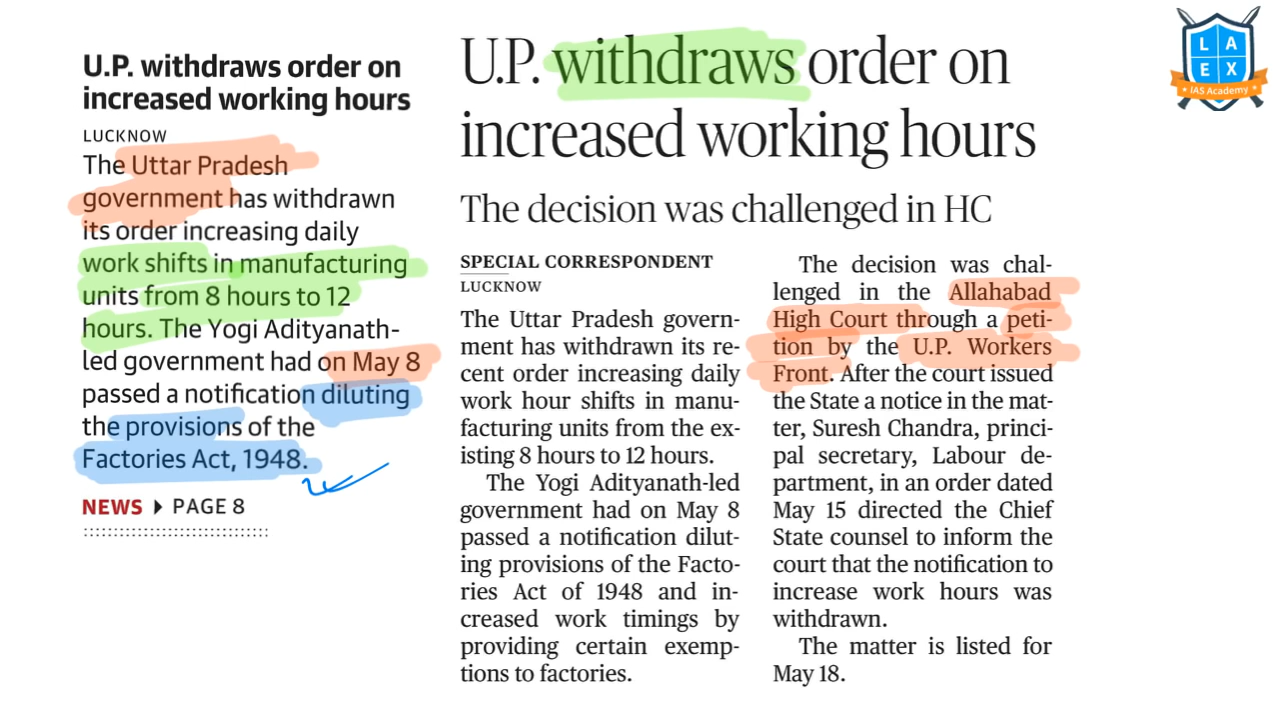 U.P. withdraws order on
increased working hours
LUCKNOW
The Uttar Pradesh
government has withdrawn
its order increasing daily
work shifts in manufacturing
units from 8 hours to 12
hours. The Yogi Adityanath-
led government had on May 8
passed a notification diluting
the provisions of the
Factories Act, 1948.
NEWS PAGE 8
U.P. withdraws order on
increased working hours
The decision was challenged in HC
SPECIAL CORRESPONDENT
LUCKNOW
The Uttar Pradesh govern-
ment has withdrawn its re-
cent order increasing daily
work hour shifts in manu-
facturing units from the ex-
isting 8 hours to 12 hours.
The Yogi Adityanath-led
government had on May 8
passed a notification dilut-
ing provisions of the Facto-
ries Act of 1948 and in-
creased work timings by
providing certain exemp-
tions to factories.
The decision was chal-
lenged in the Allahabad
High Court through a peti-
tion by the U.P. Workers
Front. After the court issued
the State a notice in the mat-
ter, Suresh Chandra, princi-
pal secretary, Labour de-
partment, in an order dated
May 15 directed the Chief
State counsel to inform the
court that the notification to
increase work hours was
withdrawn.
The matter is listed for
May 18.
L A
E X
IAS Academy